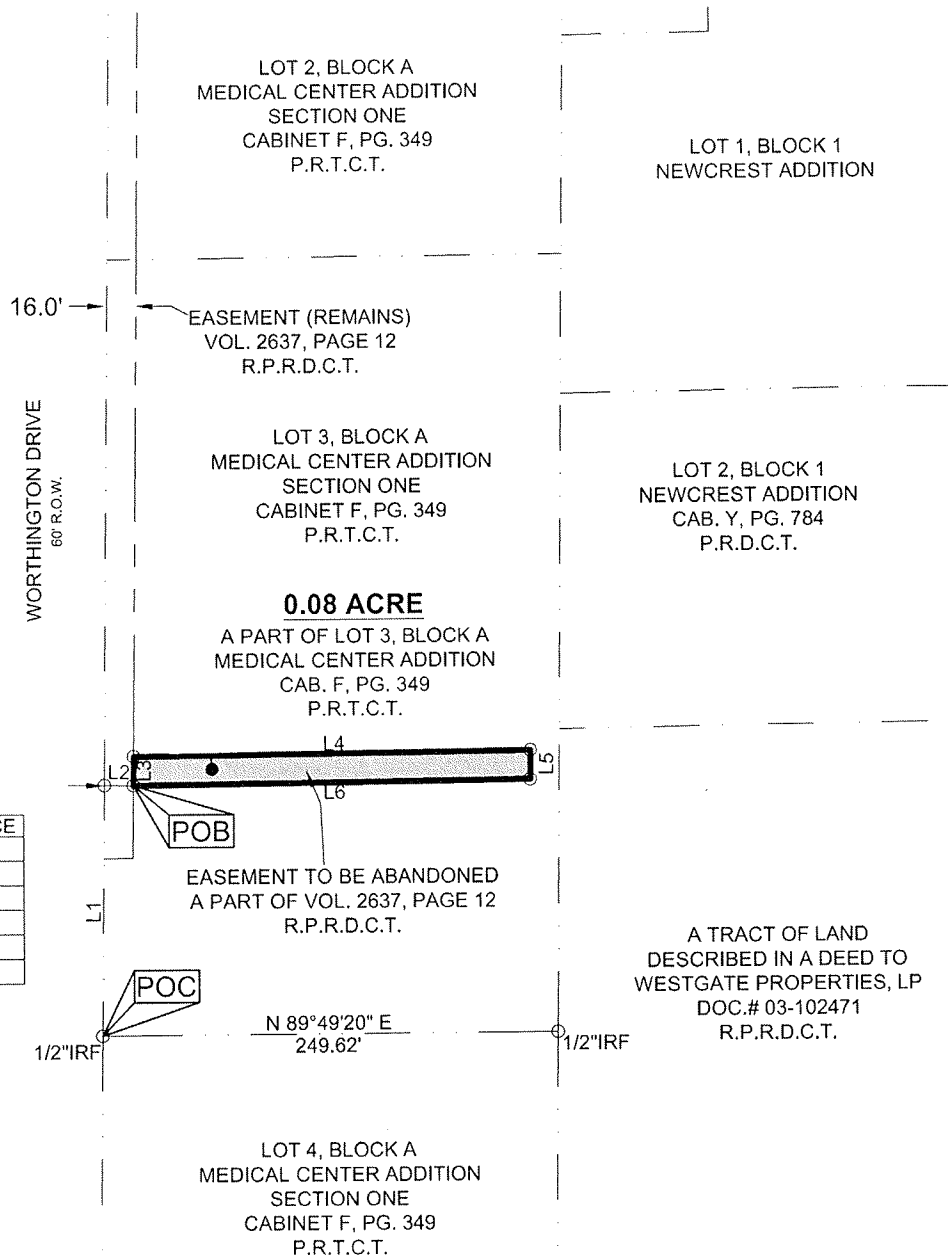 LOT 2, BLOCK A
MEDICAL CENTER ADDITION
SECTION ONE
CABINET F, PG. 349
P.R.T.C.T.
LOT 1, BLOCK 1
NEWCREST ADDITION
16.0'
EASEMENT (REMAINS)
VOL. 2637, PAGE 12
R.P.R.D.C.T.
WORTHINGTON DRIVE
60' R.O.W.
LOT 3, BLOCK A
MEDICAL CENTER ADDITION
SECTION ONE
CABINET F, PG. 349
P.R.T.C.T.
LOT 2, BLOCK 1
NEWCREST ADDITION
CAB. Y, PG. 784
P.R.D.C.T.
0.08 ACRE
A PART OF LOT 3, BLOCK A
MEDICAL CENTER ADDITION
CAB. F, PG. 349
P.R.T.C.T.
L4
L2
L3
L5
L6
POB
CE
EASEMENT TO BE ABANDONED
A PART OF VOL. 2637, PAGE 12
R.P.R.D.C.T.
L1
A TRACT OF LAND
DESCRIBED IN A DEED TO
WESTGATE PROPERTIES, LP
DOC.# 03-102471
R.P.R.D.C.T.
POC
N 89°49'20" E
249.62'
1/2"IRF
1/2"IRF
LOT 4, BLOCK A
MEDICAL CENTER ADDITION
SECTION ONE
CABINET F, PG. 349
P.R.T.C.T.